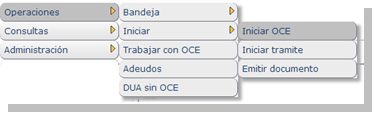 Operaciones
Consultas
Administración
Bandeja
Iniciar
Trabajar con OCE
Adeudos
DUA sin OCE
Iniciar OCE
Iniciar tramite
Emitir documento